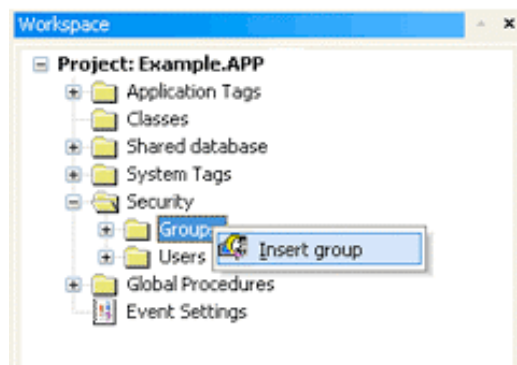 Workspace
Project: Example.APP
Application Tags
Classes
Shared database
System Tags
Security
Groups
Insert group
Users
Global Procedures
Event Settings